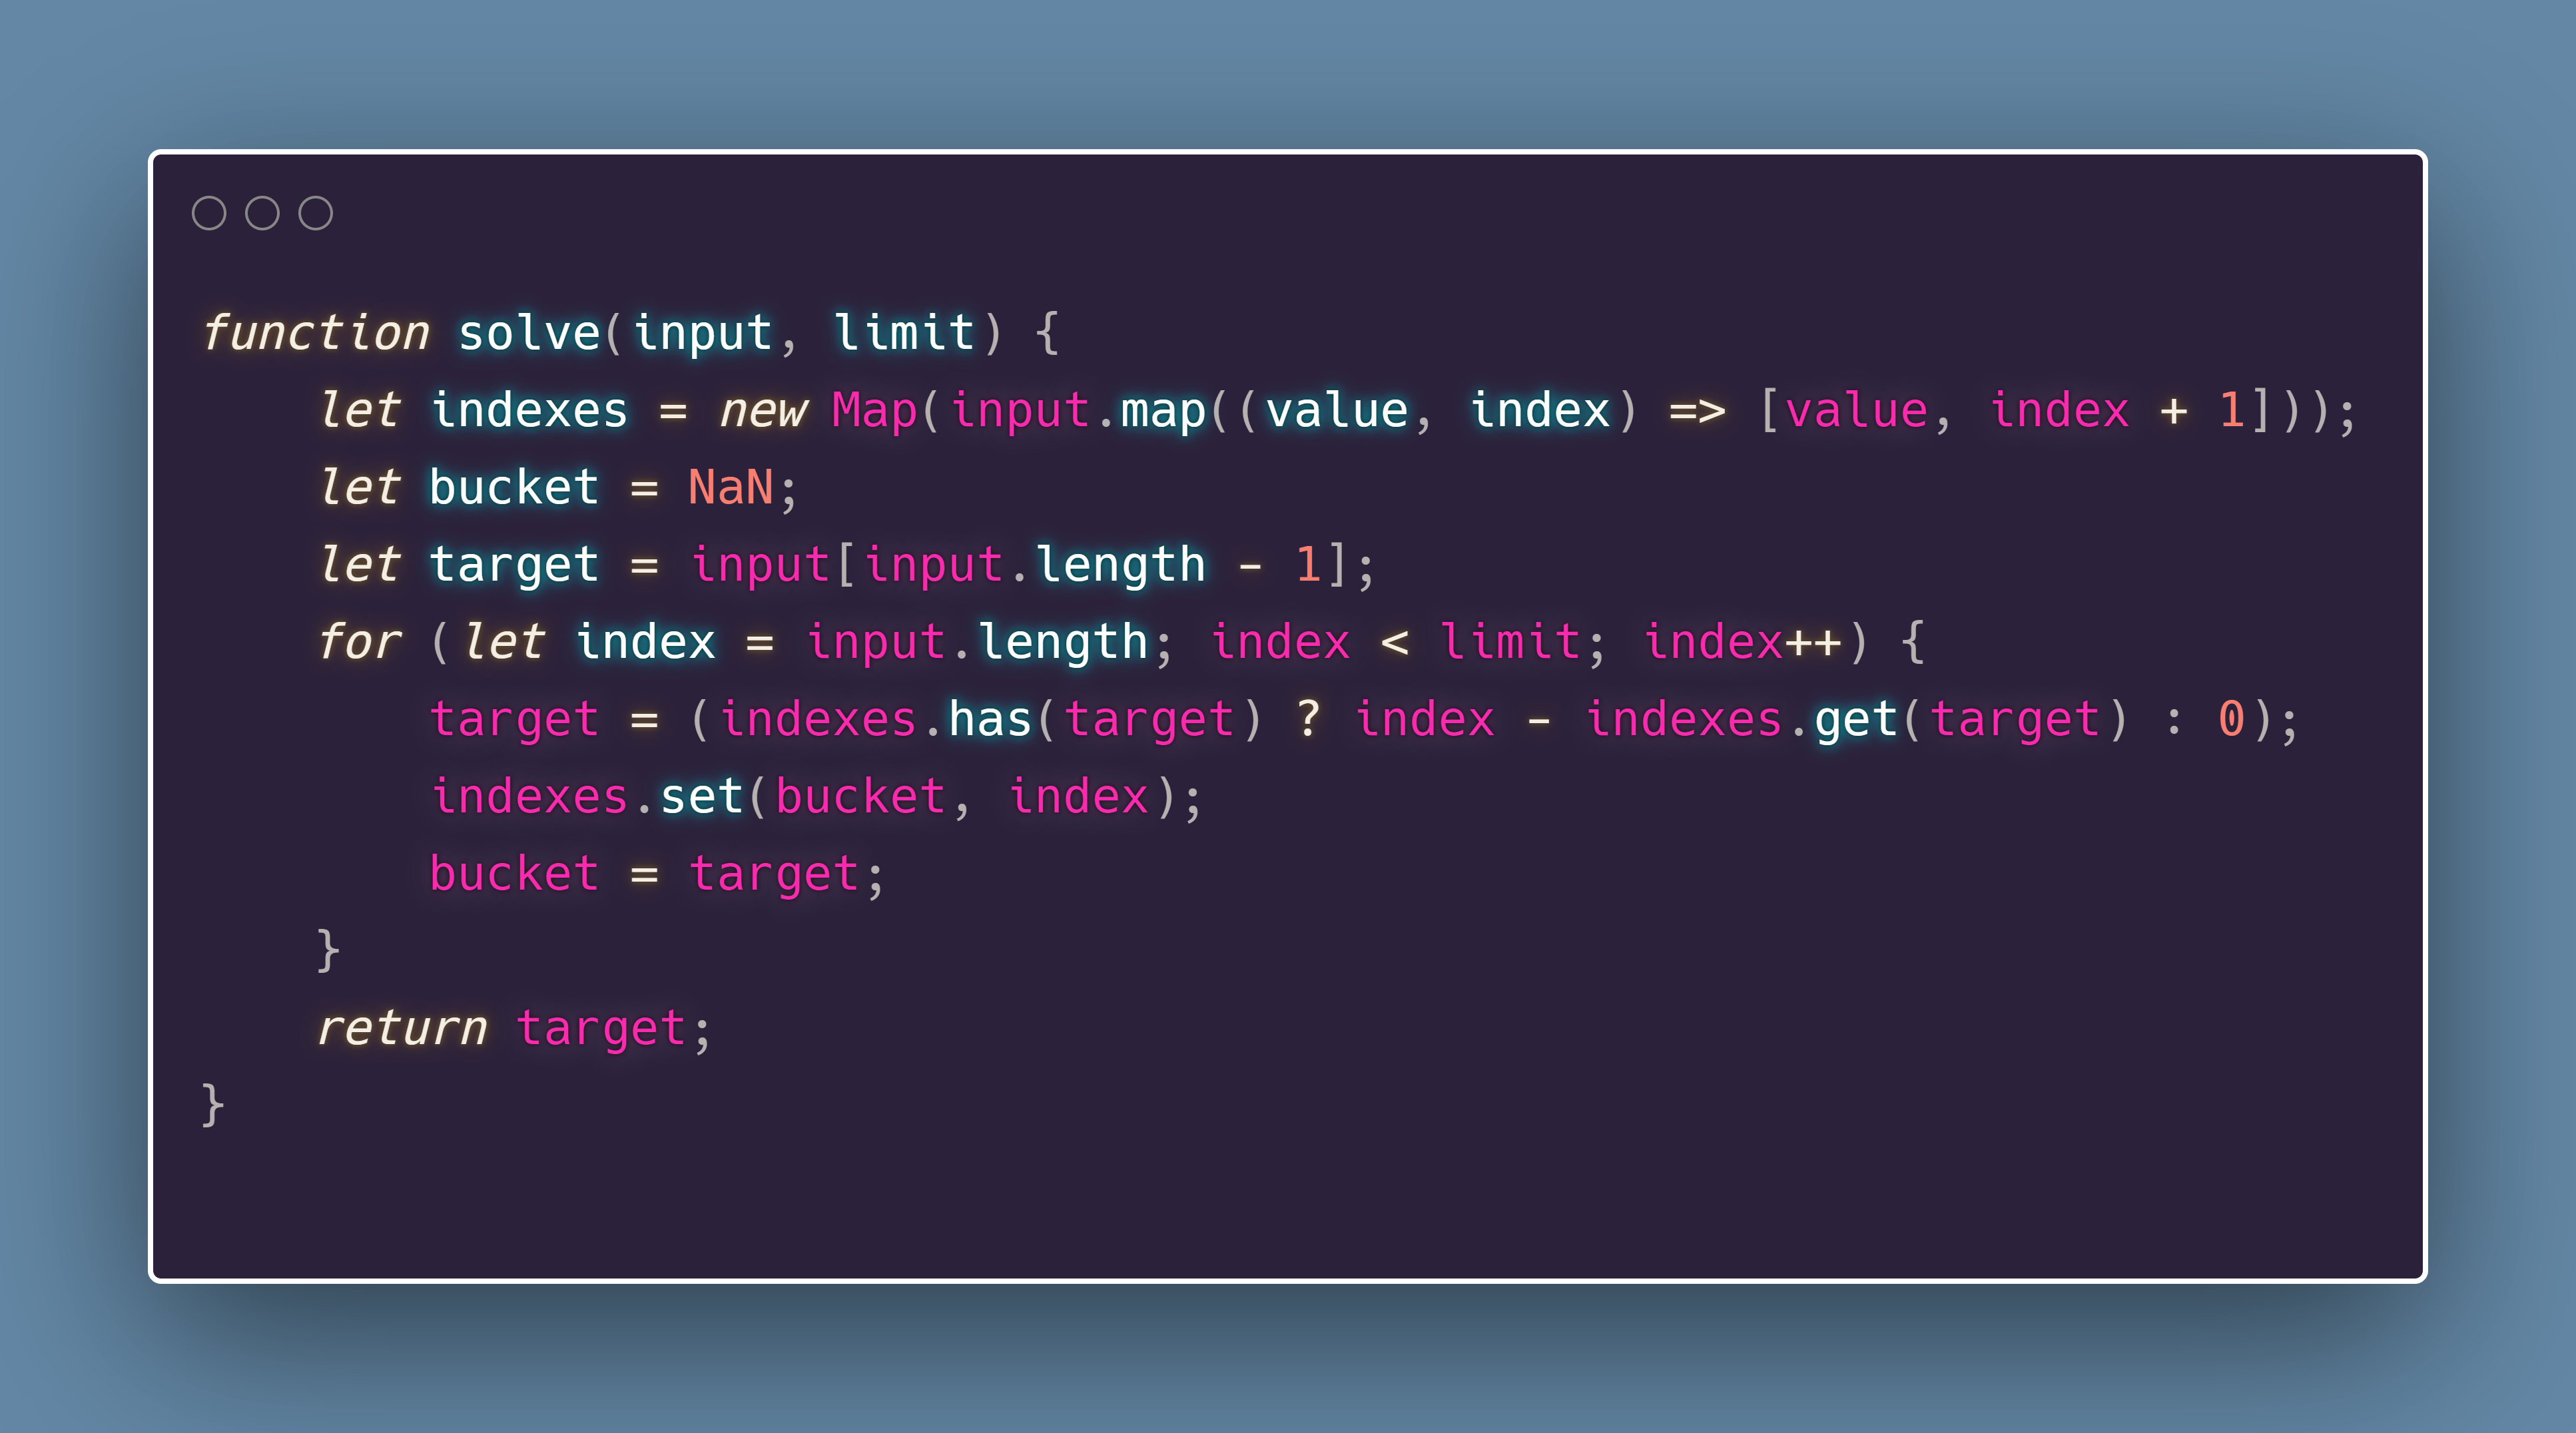 function solve(input, limit) {
    let indexes = new Map(input.map((value, index) => [value, index + 1]));
    let bucket = NaN;
    let target = input[input.length - 1];
    for (let index = input.length; index < limit; index++) {
        target = (indexes.has(target) ? index - indexes.get(target) : 0);
        indexes.set(bucket, index);
        bucket = target;
    }
    return target;
}